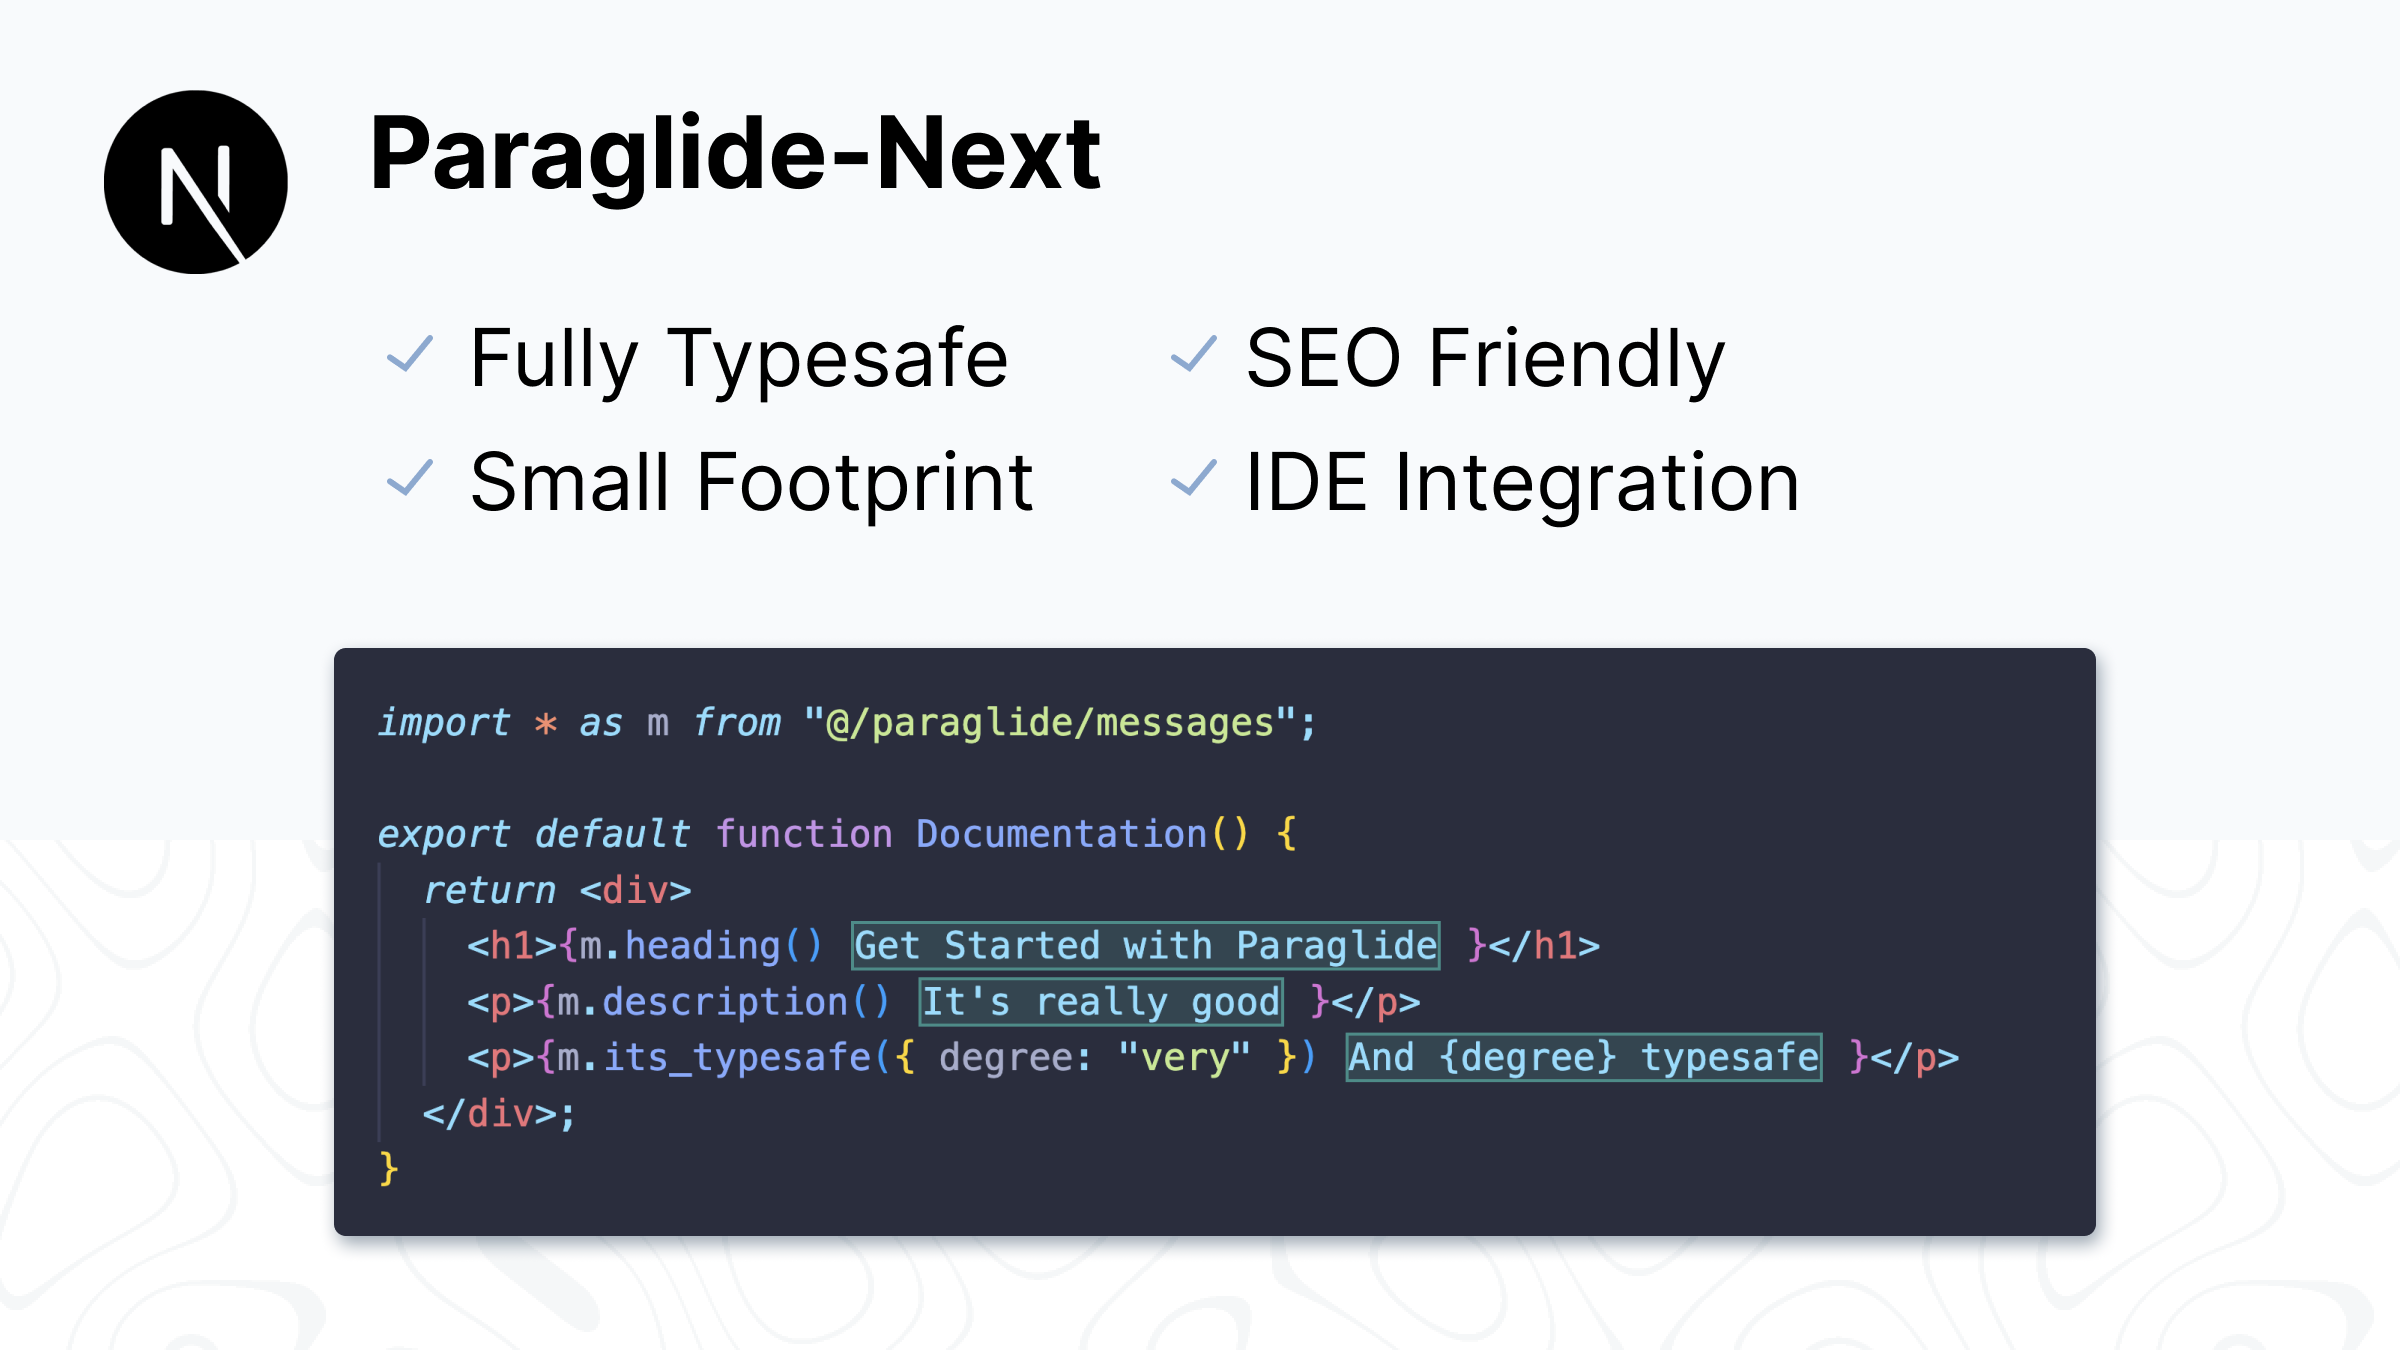 Paraglide-Next
Fully Typesafe
SEO Friendly
Small Footprint
IDE Integration
import * as m from "@/paraglide/messages";
export default function Documentation() {
return <div>
<h1>{m.heading() Get Started with Paraglide }</h1>
<p>{m.description() It's really good }</p>
<p>{m.its_typesafe({ degree: "very" }) And {degree} typesafe }</p>
</div>;
}